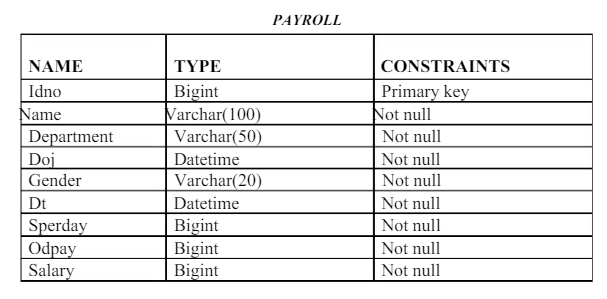 PAYROLL
NAME TYPE CONSTRAINTS
Idno Bigint Primary key
Name Varchar(100) Not null
Department Varchar(50) Not null
Doj Datetime Not null
Gender Varchar(20) Not null
Dt Datetime Not null
Sperday Bigint Not null
Odpay Bigint Not null
Salary Bigint Not null